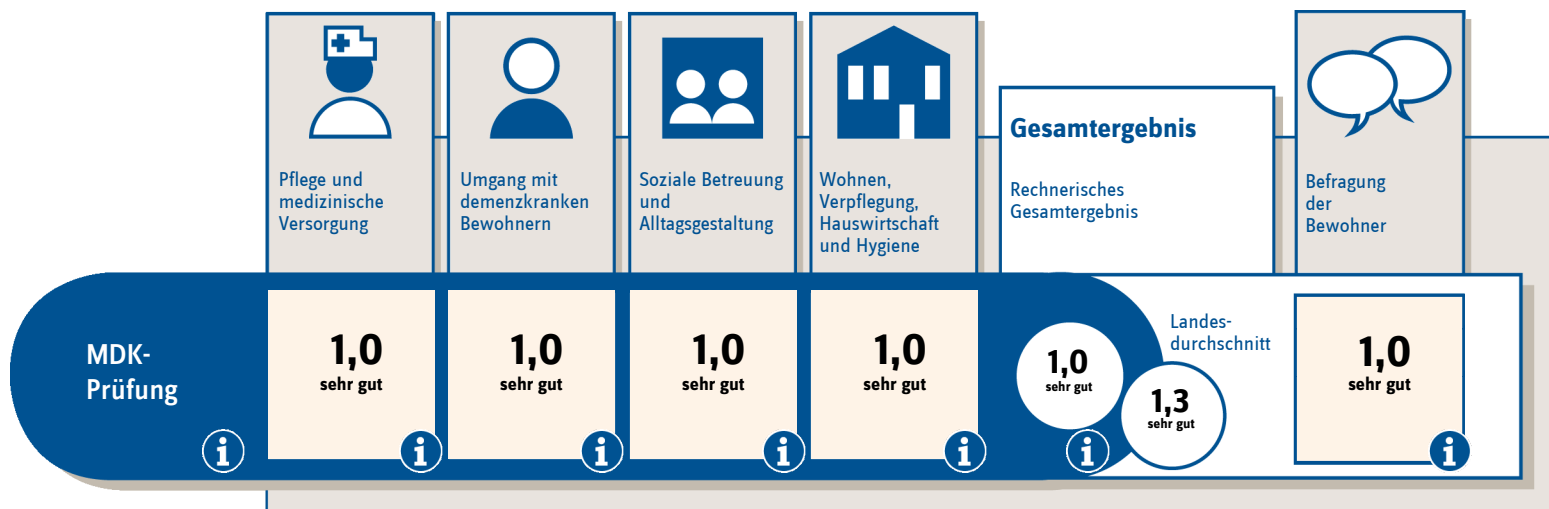 Pflege und
medizinische
Versorgung
Umgang mit
demenzkranken
Bewohnern
Soziale Betreuung
und
Alltagsgestaltung
Wohnen,
Verpflegung,
Hauswirtschaft
und Hygiene
Gesamtergebnis
Rechnerisches
Gesamtergebnis
Befragung
der
Bewohner
MDK-
Prüfung
i
1,0
sehr gut
i
1,0
sehr gut
i
1,0
sehr gut
i
1,0
sehr gut
i
1,0
sehr gut
i
Landes-
durchschnitt
1,3
sehr gut
1,0
sehr gut
i